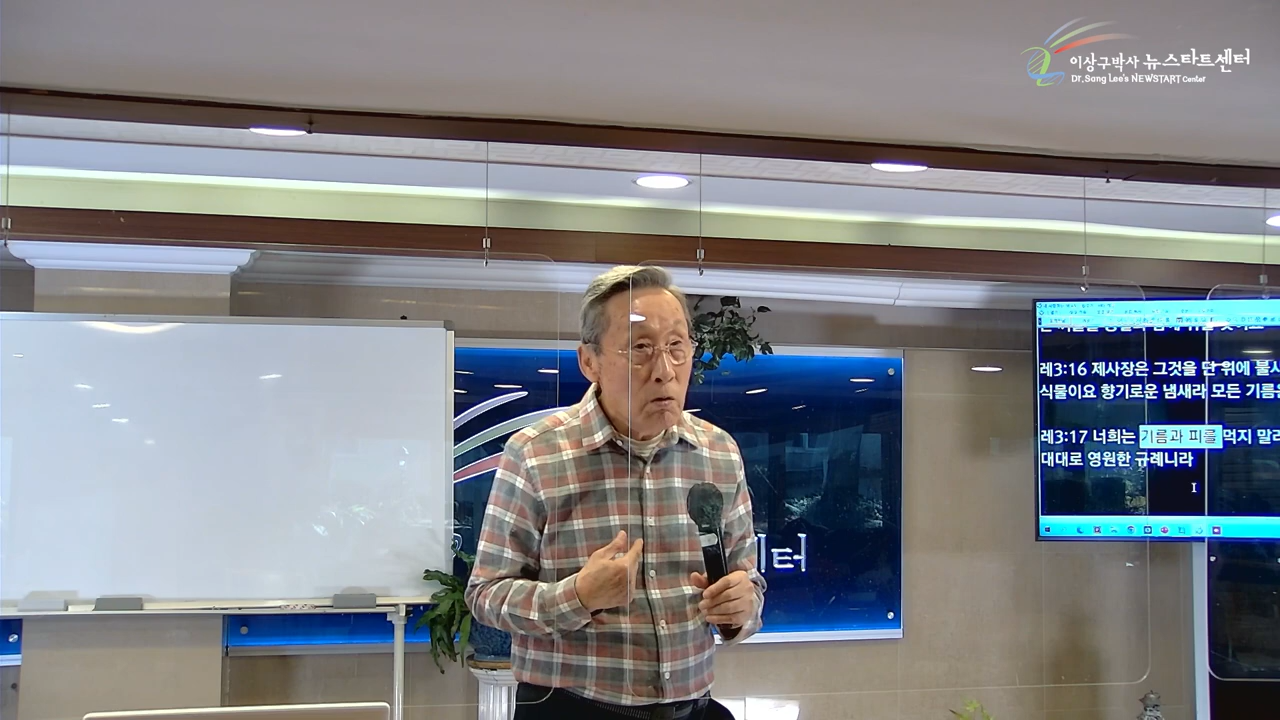 이상구박사 뉴스타트센터
Dr. Sang Lee's NEWSTART Center
레3:16 제사장은 그것을 단 위에 불사
식물이요 향기로운 냄새라 모든 기름은
레3:17 너희는 기름과 피를 먹지 말라
대대로 영원한 규례니라
센터